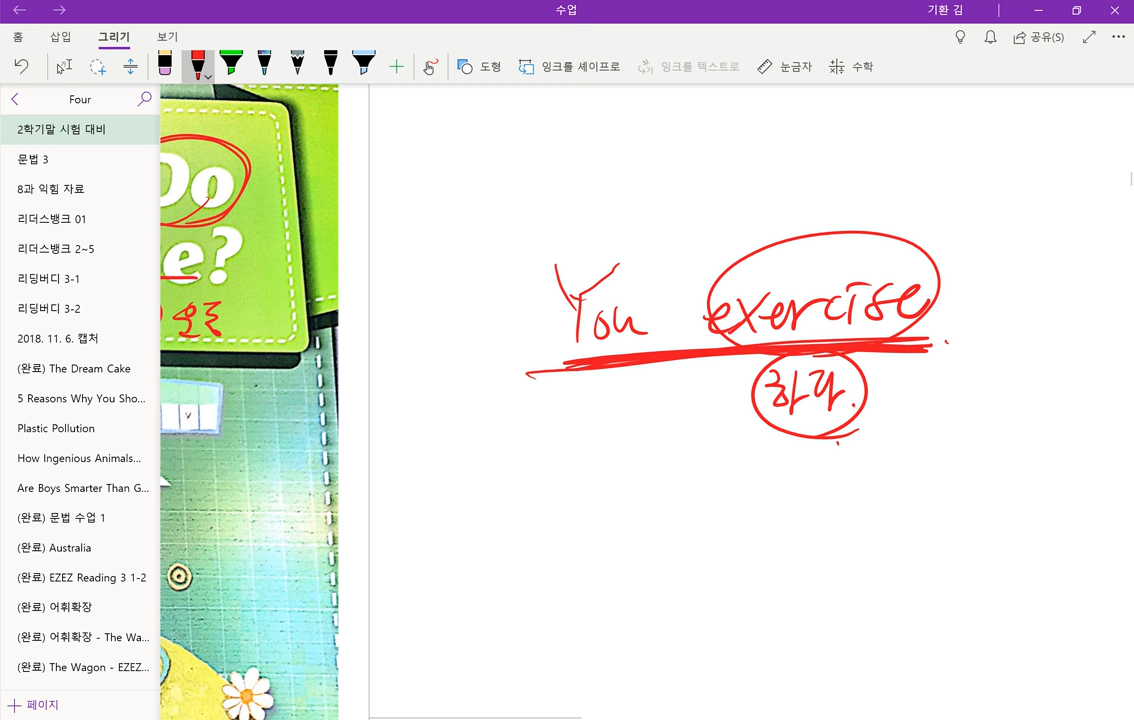 수업
기환 김
홈 삽입 그리기 보기
공유(S)
도형 잉크를 셰이프로 잉크를 텍스트로 눈금자 수학
Four
2학기말 시험 대비
문법 3
8과 익힘 자료
리더스뱅크 01
리더스뱅크 2~5
리딩버디 3-1
리딩버디 3-2
2018. 11. 6. 캡처
(완료) The Dream Cake
5 Reasons Why You Sho...
Plastic Pollution
How Ingenious Animals...
Are Boys Smarter Than G...
(완료) 문법 수업 1
(완료) Australia
(완료) EZEZ Reading 3 1-2
(완료) 어휘확장
(완료) 어휘확장 - The Wa...
(완료) The Wagon - EZEZ...
페이지
Do
e?
You exercise.
하다.